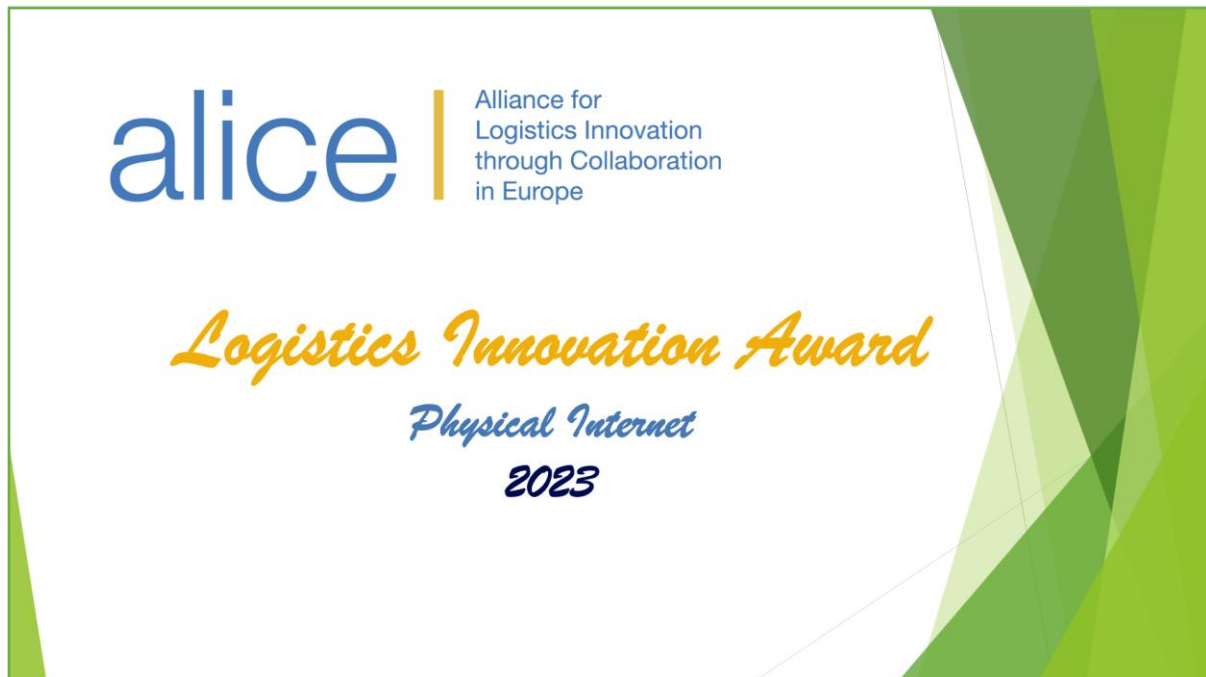 alice
Alliance for
Logistics Innovation
through Collaboration
in Europe
Logistics Innovation Award
Physical Internet
2023